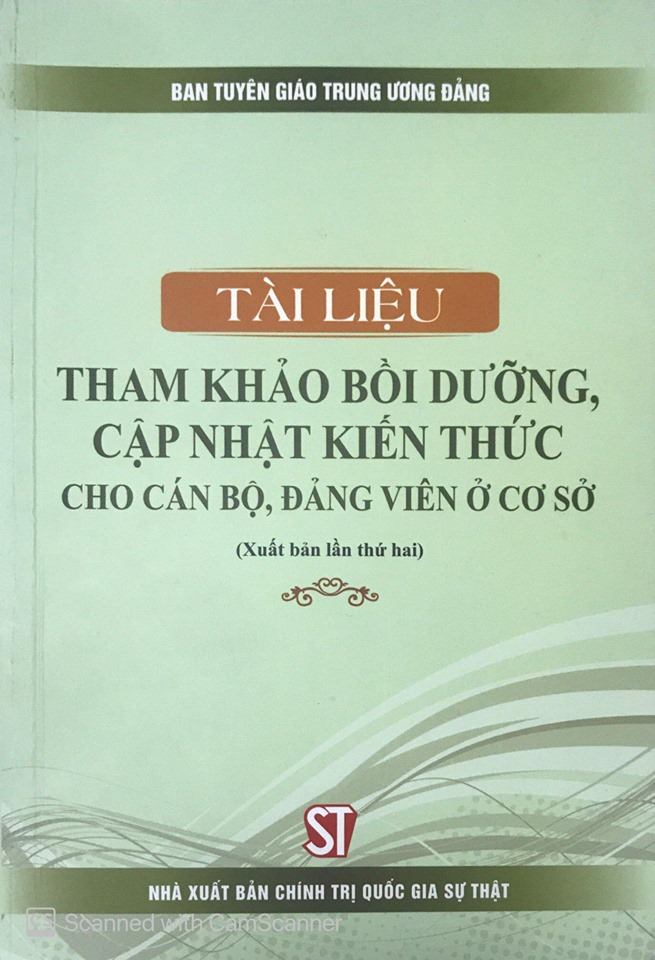 BAN TUYÊN GIÁO TRUNG ƯƠNG ĐẢNG
TÀI LIỆU
THAM KHẢO BỒI DƯỠNG,
CẬP NHẬT KIẾN THỨC
CHO CÁN BỘ, ĐẢNG VIÊN Ở CƠ SỞ
(Xuất bản lần thứ hai)
ST
NHÀ XUẤT BẢN CHÍNH TRỊ QUỐC GIA SỰ THẬT
CS Scanned with CamScanner